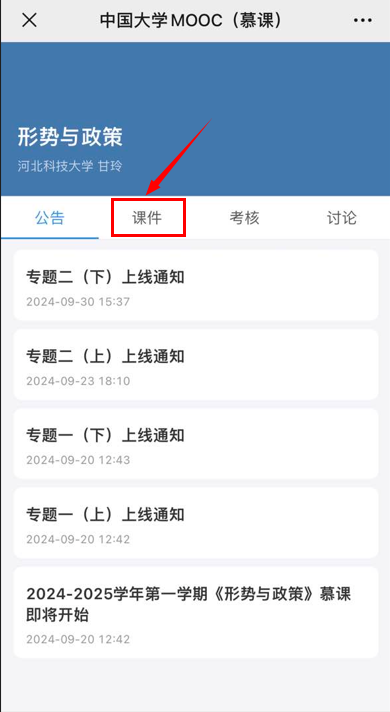 中国大学MOOC（慕课）
形势与政策
河北科技大学 甘玲
公告 课件 考核 讨论
专题二（下）上线通知
2024-09-30 15:37
专题二（上）上线通知
2024-09-23 18:10
专题一（下）上线通知
2024-09-20 12:43
专题一（上）上线通知
2024-09-20 12:42
2024-2025学年第一学期《形势与政策》慕课
即将开始
2024-09-20 12:42